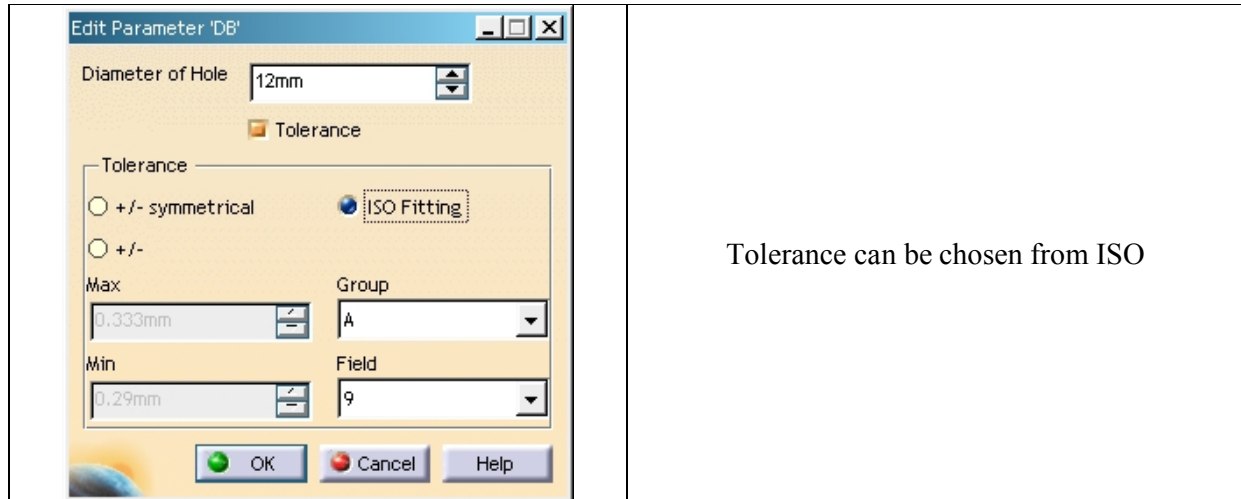 Edit Parameter 'DB'
Diameter of Hole 12mm
Tolerance
Tolerance
+/- symmetrical ISO Fitting
+/-
Max Group
0.333mm A
Min Field
0.29mm 9
OK Cancel Help
Tolerance can be chosen from ISO